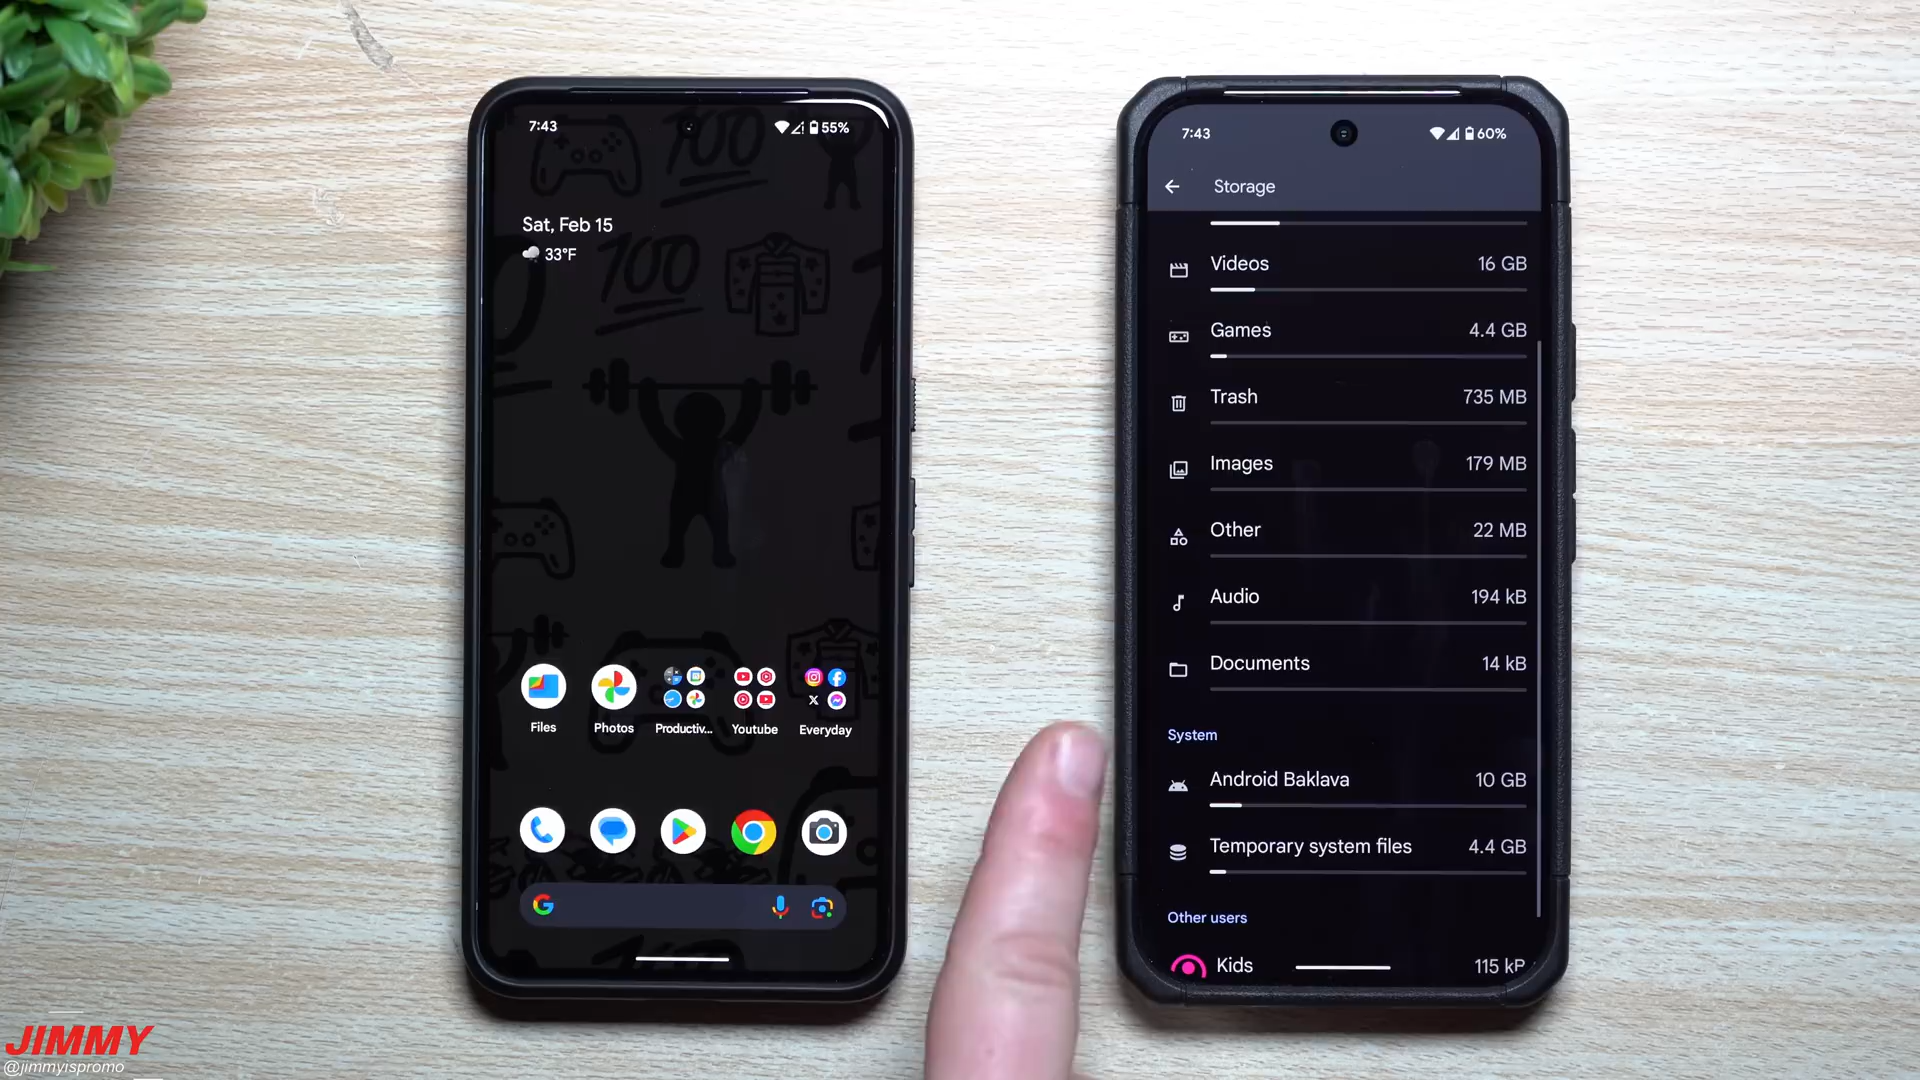 7:43
55%
Sat, Feb 15
33°F
100
100
Files
Photos
Productiv...
Youtube
Everyday
7:43
60%
Storage
Videos
16 GB
Games
4.4 GB
Trash
735 MB
Images
179 MB
Other
22 MB
Audio
194 kB
Documents
14 kB
System
Android Baklava
10 GB
Temporary system files
4.4 GB
Other users
Kids
115 kB
JIMMY
@jimmyispromo